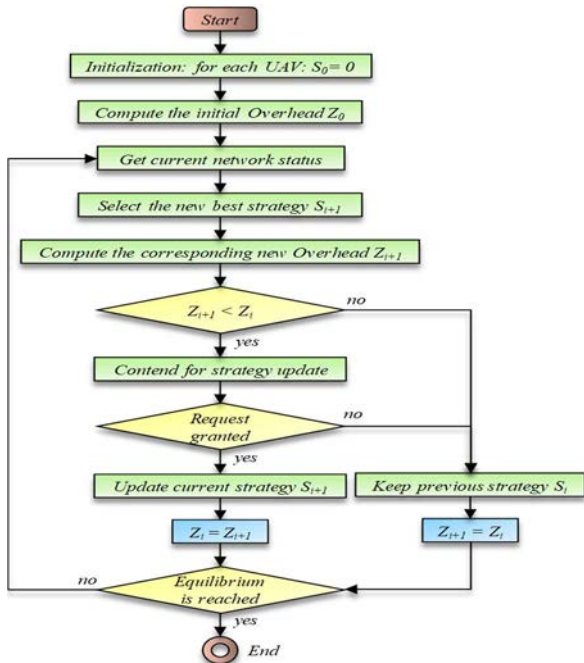 Start
Initialization: for each UAV: S₀= 0
Compute the initial Overhead Z₀
Get current network status
Select the new best strategy Sᵢ₊₁
Compute the corresponding new Overhead Zᵢ₊₁
Zᵢ₊₁ < Zᵢ
no
yes
Contend for strategy update
Request
granted
no
yes
Update current strategy Sᵢ₊₁
Keep previous strategy Sᵢ
Zᵢ = Zᵢ₊₁
Zᵢ₊₁ = Zᵢ
no
Equilibrium
is reached
yes
End